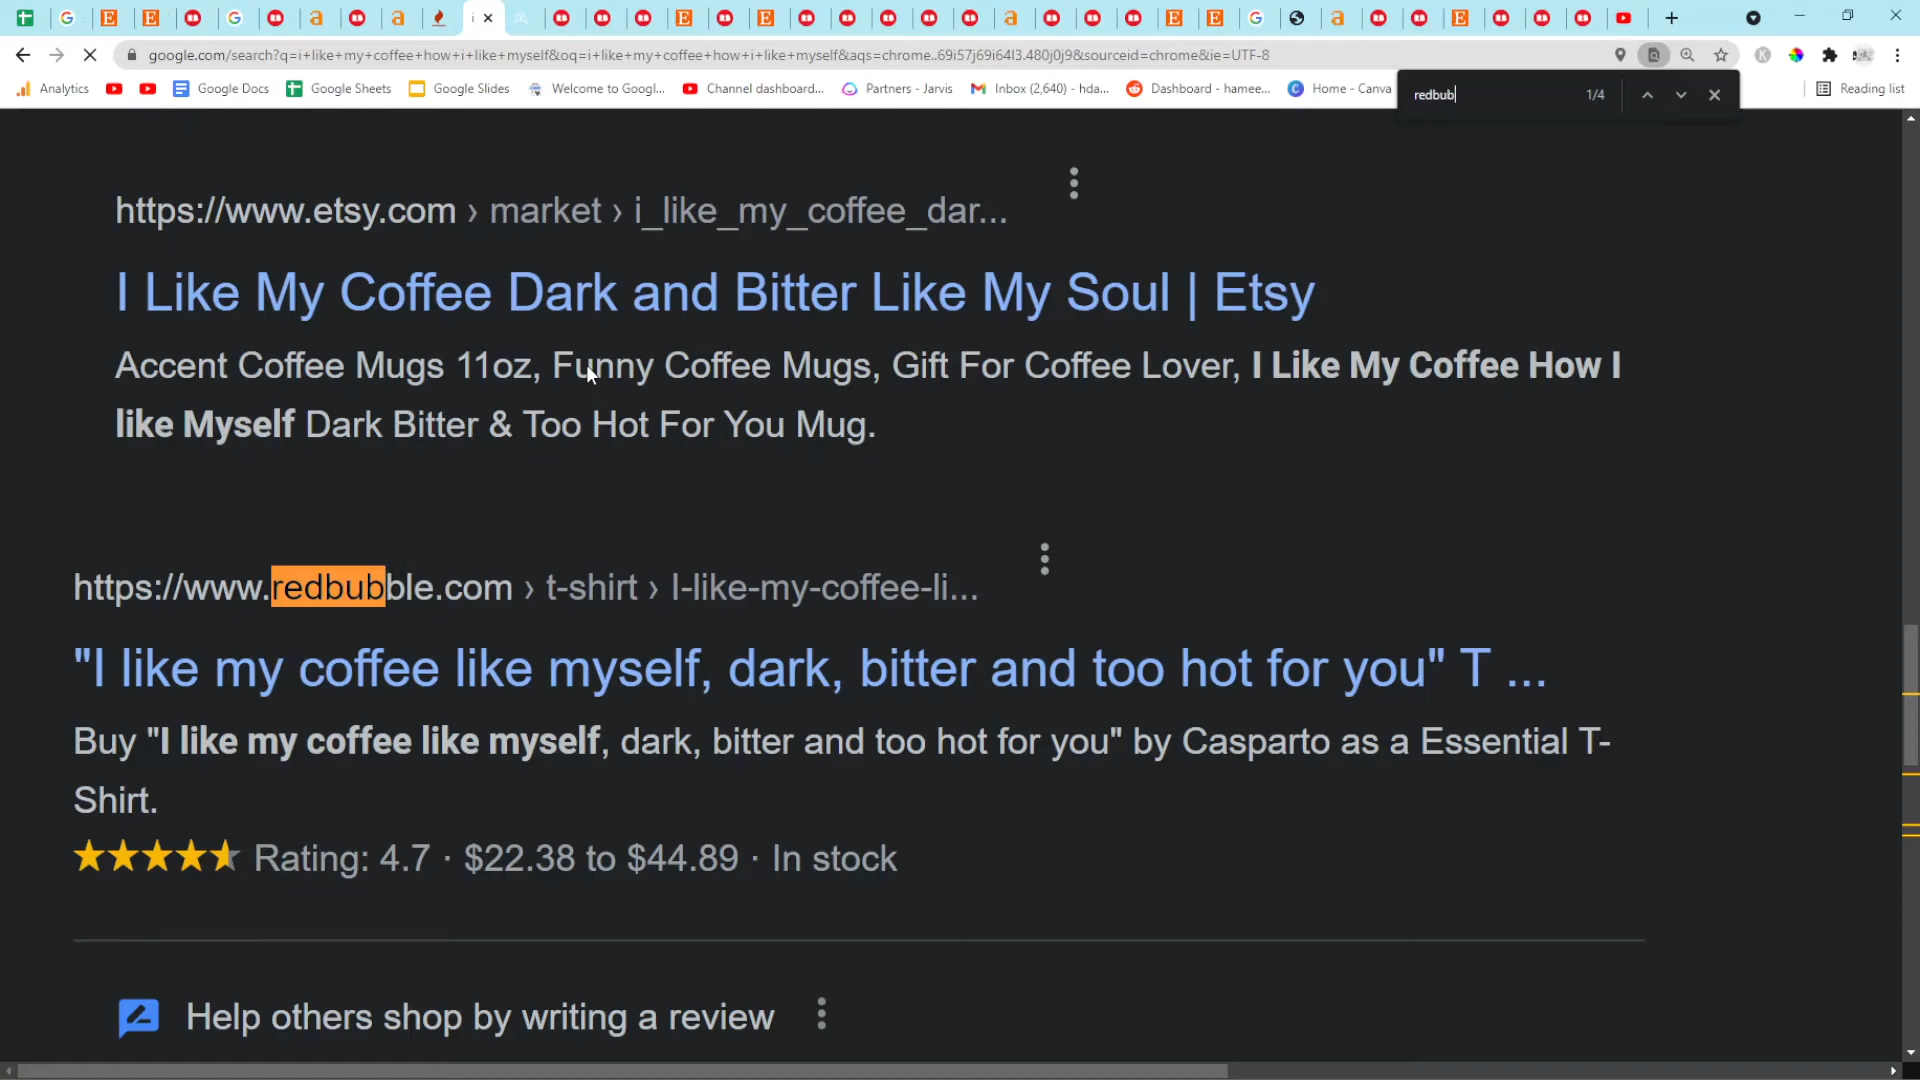 google.com/search?q=i+like+my+coffee+how+i+like+myself&oq=i+like+my+coffee+how+i+like+myself&aqs=chrome..69i57j69i64l3.480j0j9&sourceid=chrome&ie=UTF-8
Analytics Google Docs Google Sheets Google Slides Welcome to Googl... Channel dashboard... Partners - Jarvis Inbox (2,640) - hda... Dashboard - hamee... Home - Canva Reading list
redbub 1/4
https://www.etsy.com › market › i_like_my_coffee_dar...
I Like My Coffee Dark and Bitter Like My Soul | Etsy
Accent Coffee Mugs 11oz, Funny Coffee Mugs, Gift For Coffee Lover, I Like My Coffee How I
like Myself Dark Bitter & Too Hot For You Mug.
https://www.redbubble.com › t-shirt › I-like-my-coffee-li...
"I like my coffee like myself, dark, bitter and too hot for you" T ...
Buy "I like my coffee like myself, dark, bitter and too hot for you" by Casparto as a Essential T-
Shirt.
Rating: 4.7 · $22.38 to $44.89 · In stock
Help others shop by writing a review